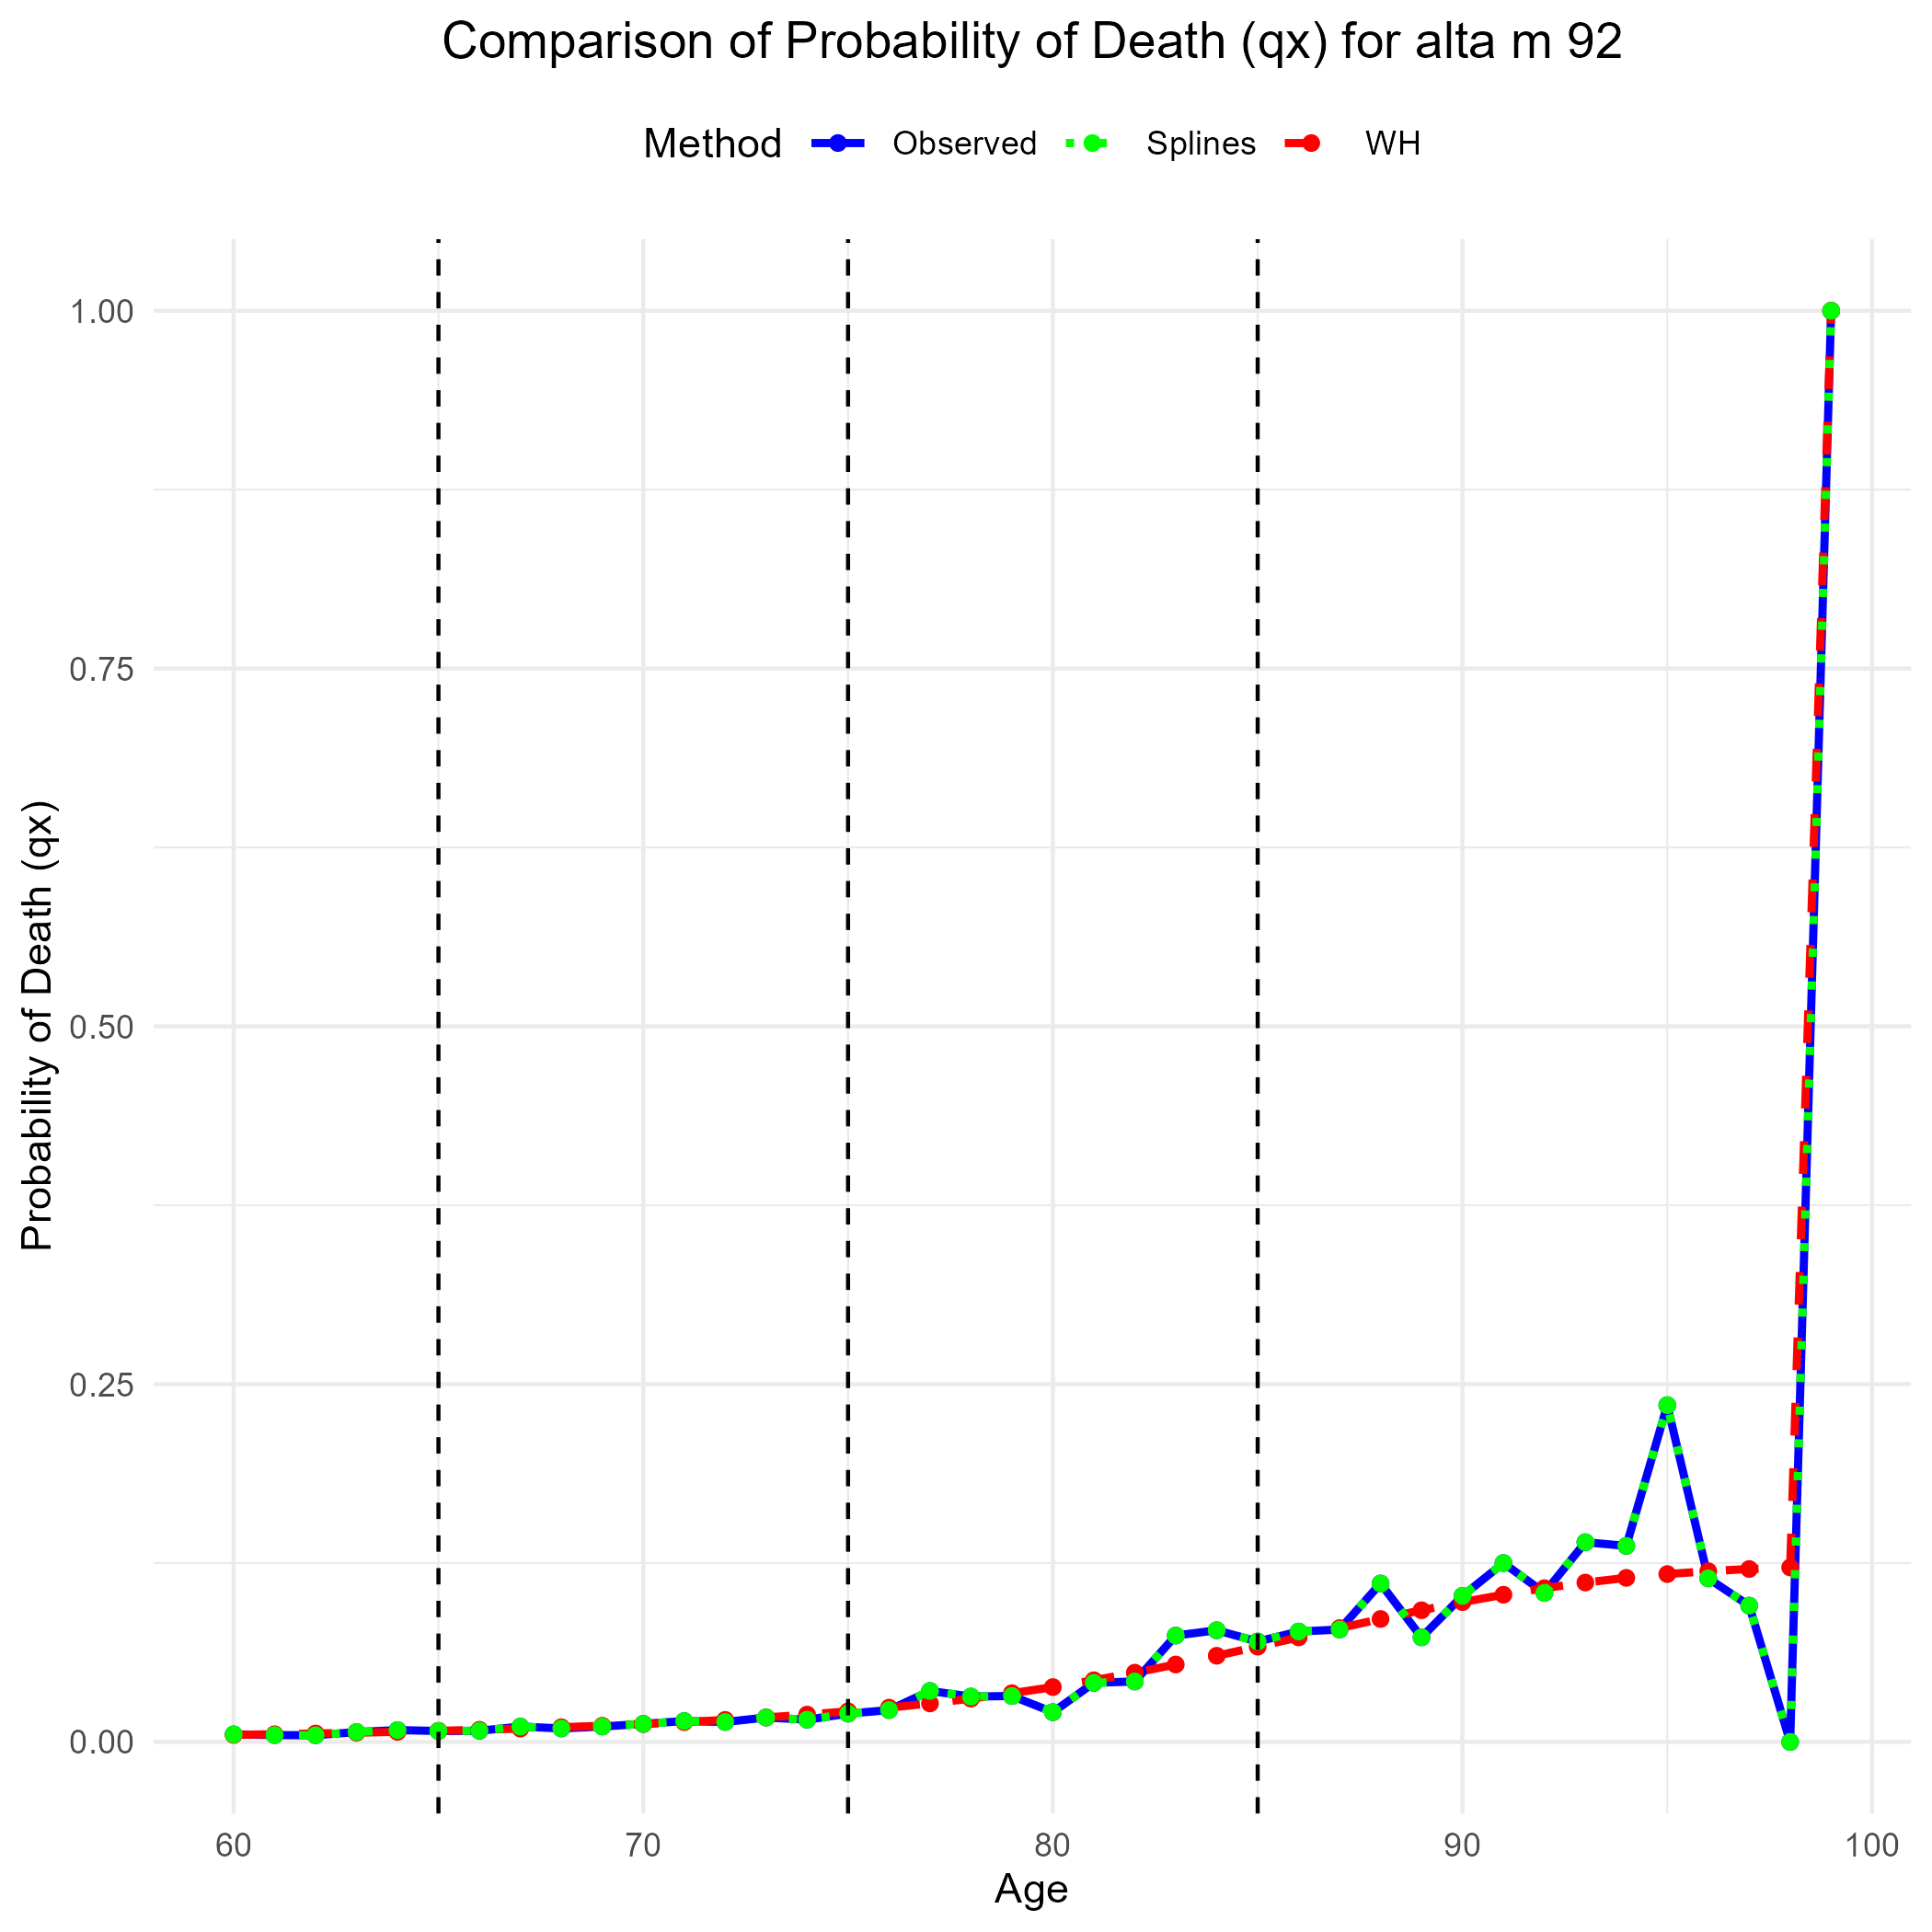 Comparison of Probability of Death (qx) for alta m 92
Method Observed Splines WH
1.00
0.75
0.50
0.25
0.00
Probability of Death (qx)
60 70 80 90 100
Age